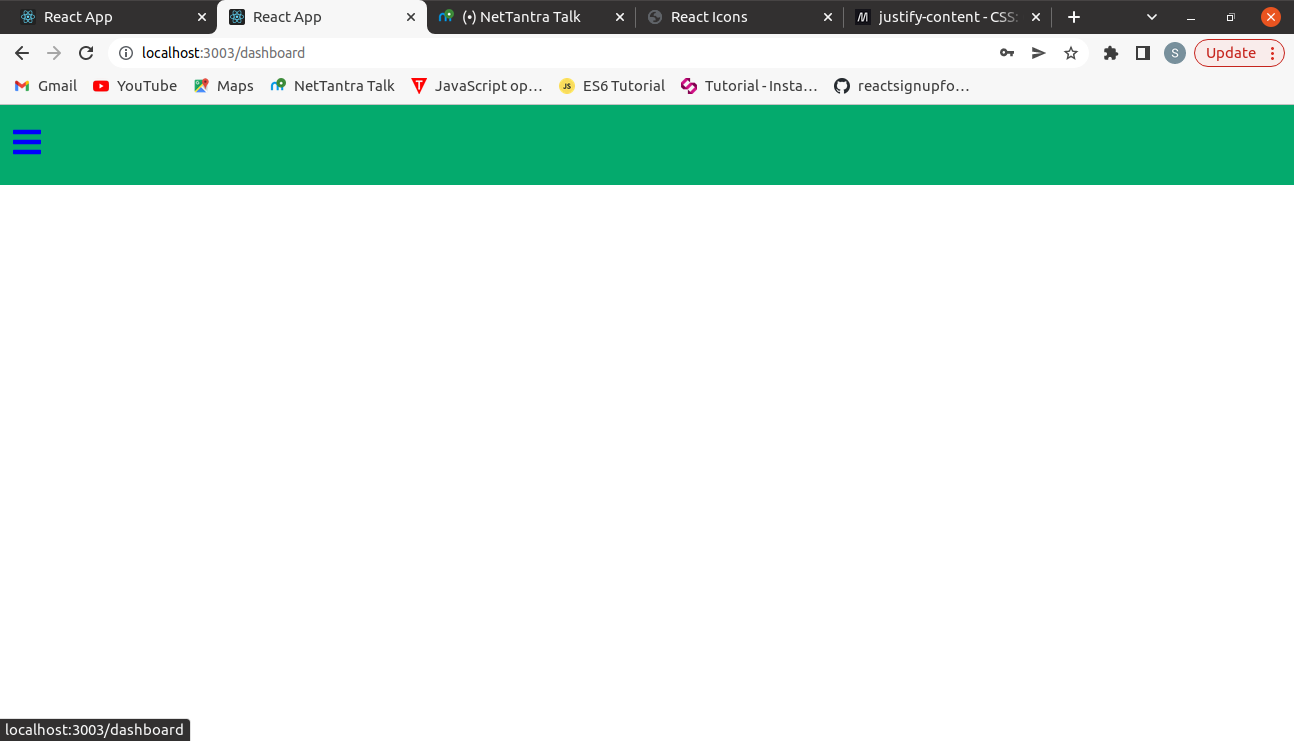 React App React App (•) NetTantra Talk React Icons justify-content - CSS:
localhost:3003/dashboard S Update
Gmail YouTube Maps NetTantra Talk JavaScript op… JS ES6 Tutorial Tutorial - Insta… reactsignupfo…
localhost:3003/dashboard